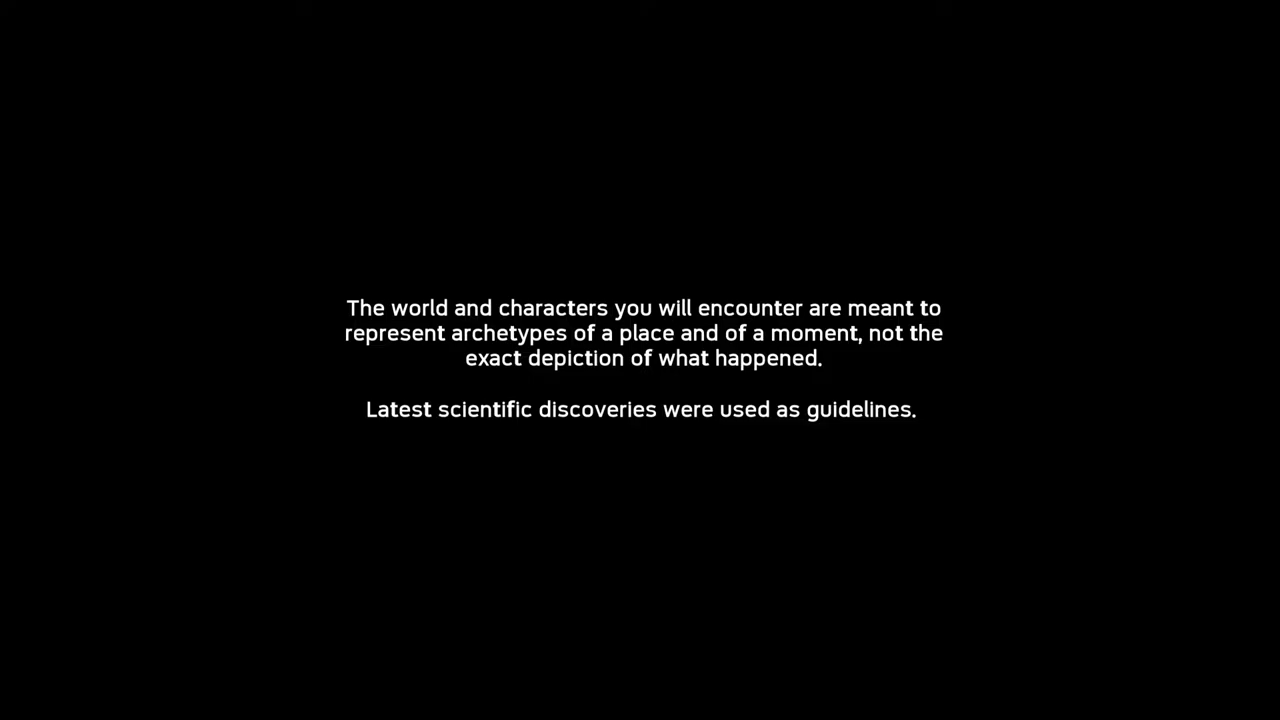 The world and characters you will encounter are meant to
represent archetypes of a place and of a moment, not the
exact depiction of what happened.
Latest scientific discoveries were used as guidelines.